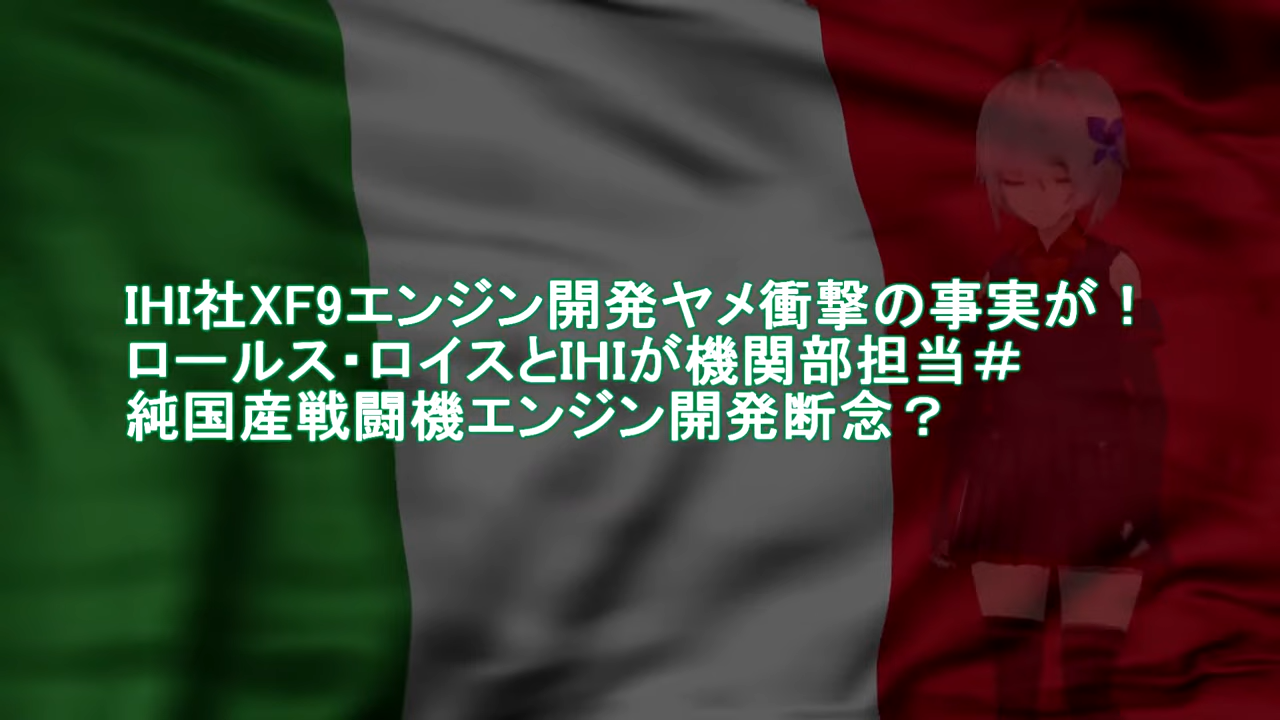 IHI社XF9エンジン開発ヤメ衝撃の事実が！
ロールス・ロイスとIHIが機関部担当＃
純国産戦闘機エンジン開発断念？